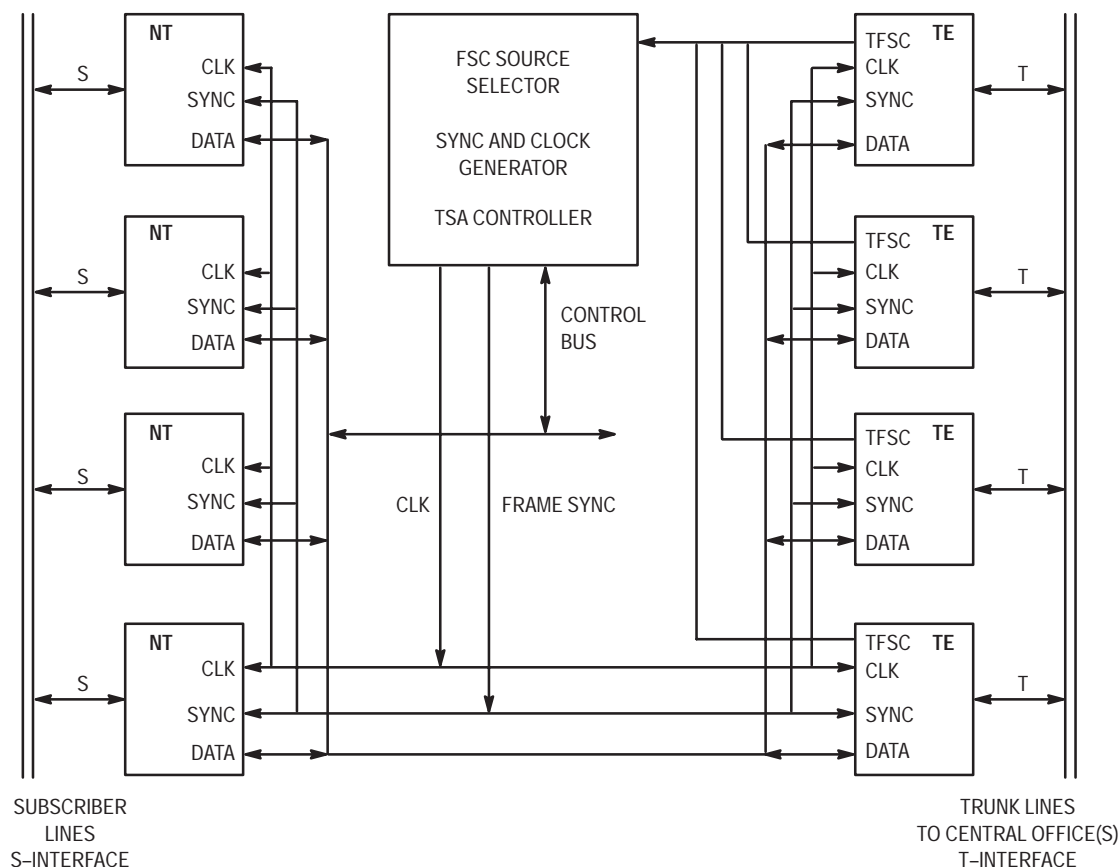 NT
CLK
SYNC
DATA
S
NT
CLK
SYNC
DATA
S
NT
CLK
SYNC
DATA
S
NT
CLK
SYNC
DATA
S
SUBSCRIBER
LINES
S–INTERFACE
FSC SOURCE
SELECTOR
SYNC AND CLOCK
GENERATOR
TSA CONTROLLER
CONTROL
BUS
CLK
FRAME SYNC
TFSC TE
CLK
SYNC
DATA
T
TFSC TE
CLK
SYNC
DATA
T
TFSC TE
CLK
SYNC
DATA
T
TFSC TE
CLK
SYNC
DATA
T
TRUNK LINES
TO CENTRAL OFFICE(S)
T–INTERFACE